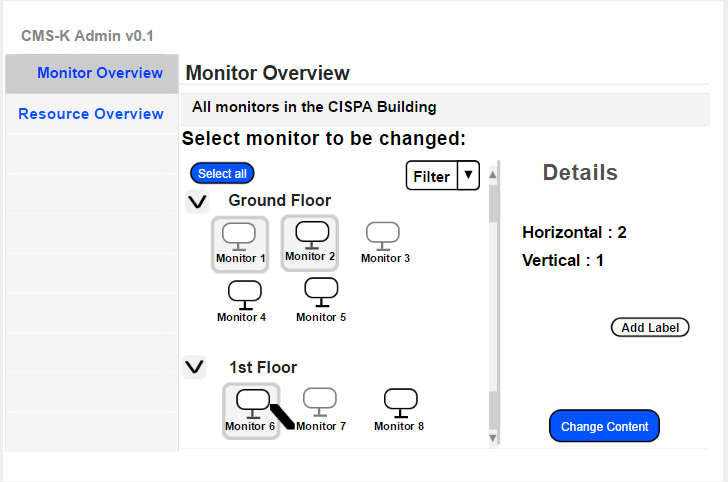 CMS-K Admin v0.1
Monitor Overview
Resource Overview
Monitor Overview
All monitors in the CISPA Building
Select monitor to be changed:
Select all
Filter
Ground Floor
Monitor 1
Monitor 2
Monitor 3
Monitor 4
Monitor 5
1st Floor
Monitor 6
Monitor 7
Monitor 8
Details
Horizontal : 2
Vertical : 1
Add Label
Change Content